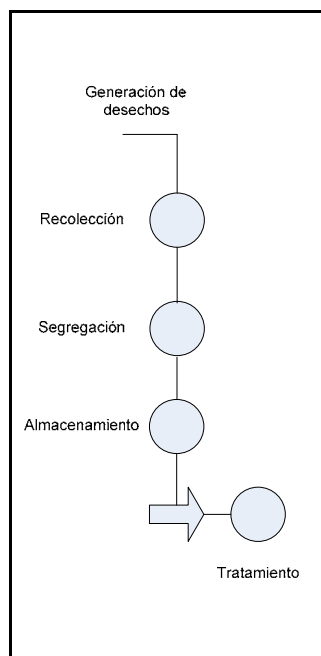 Generación de
desechos
Recolección
Segregación
Almacenamiento
Tratamiento